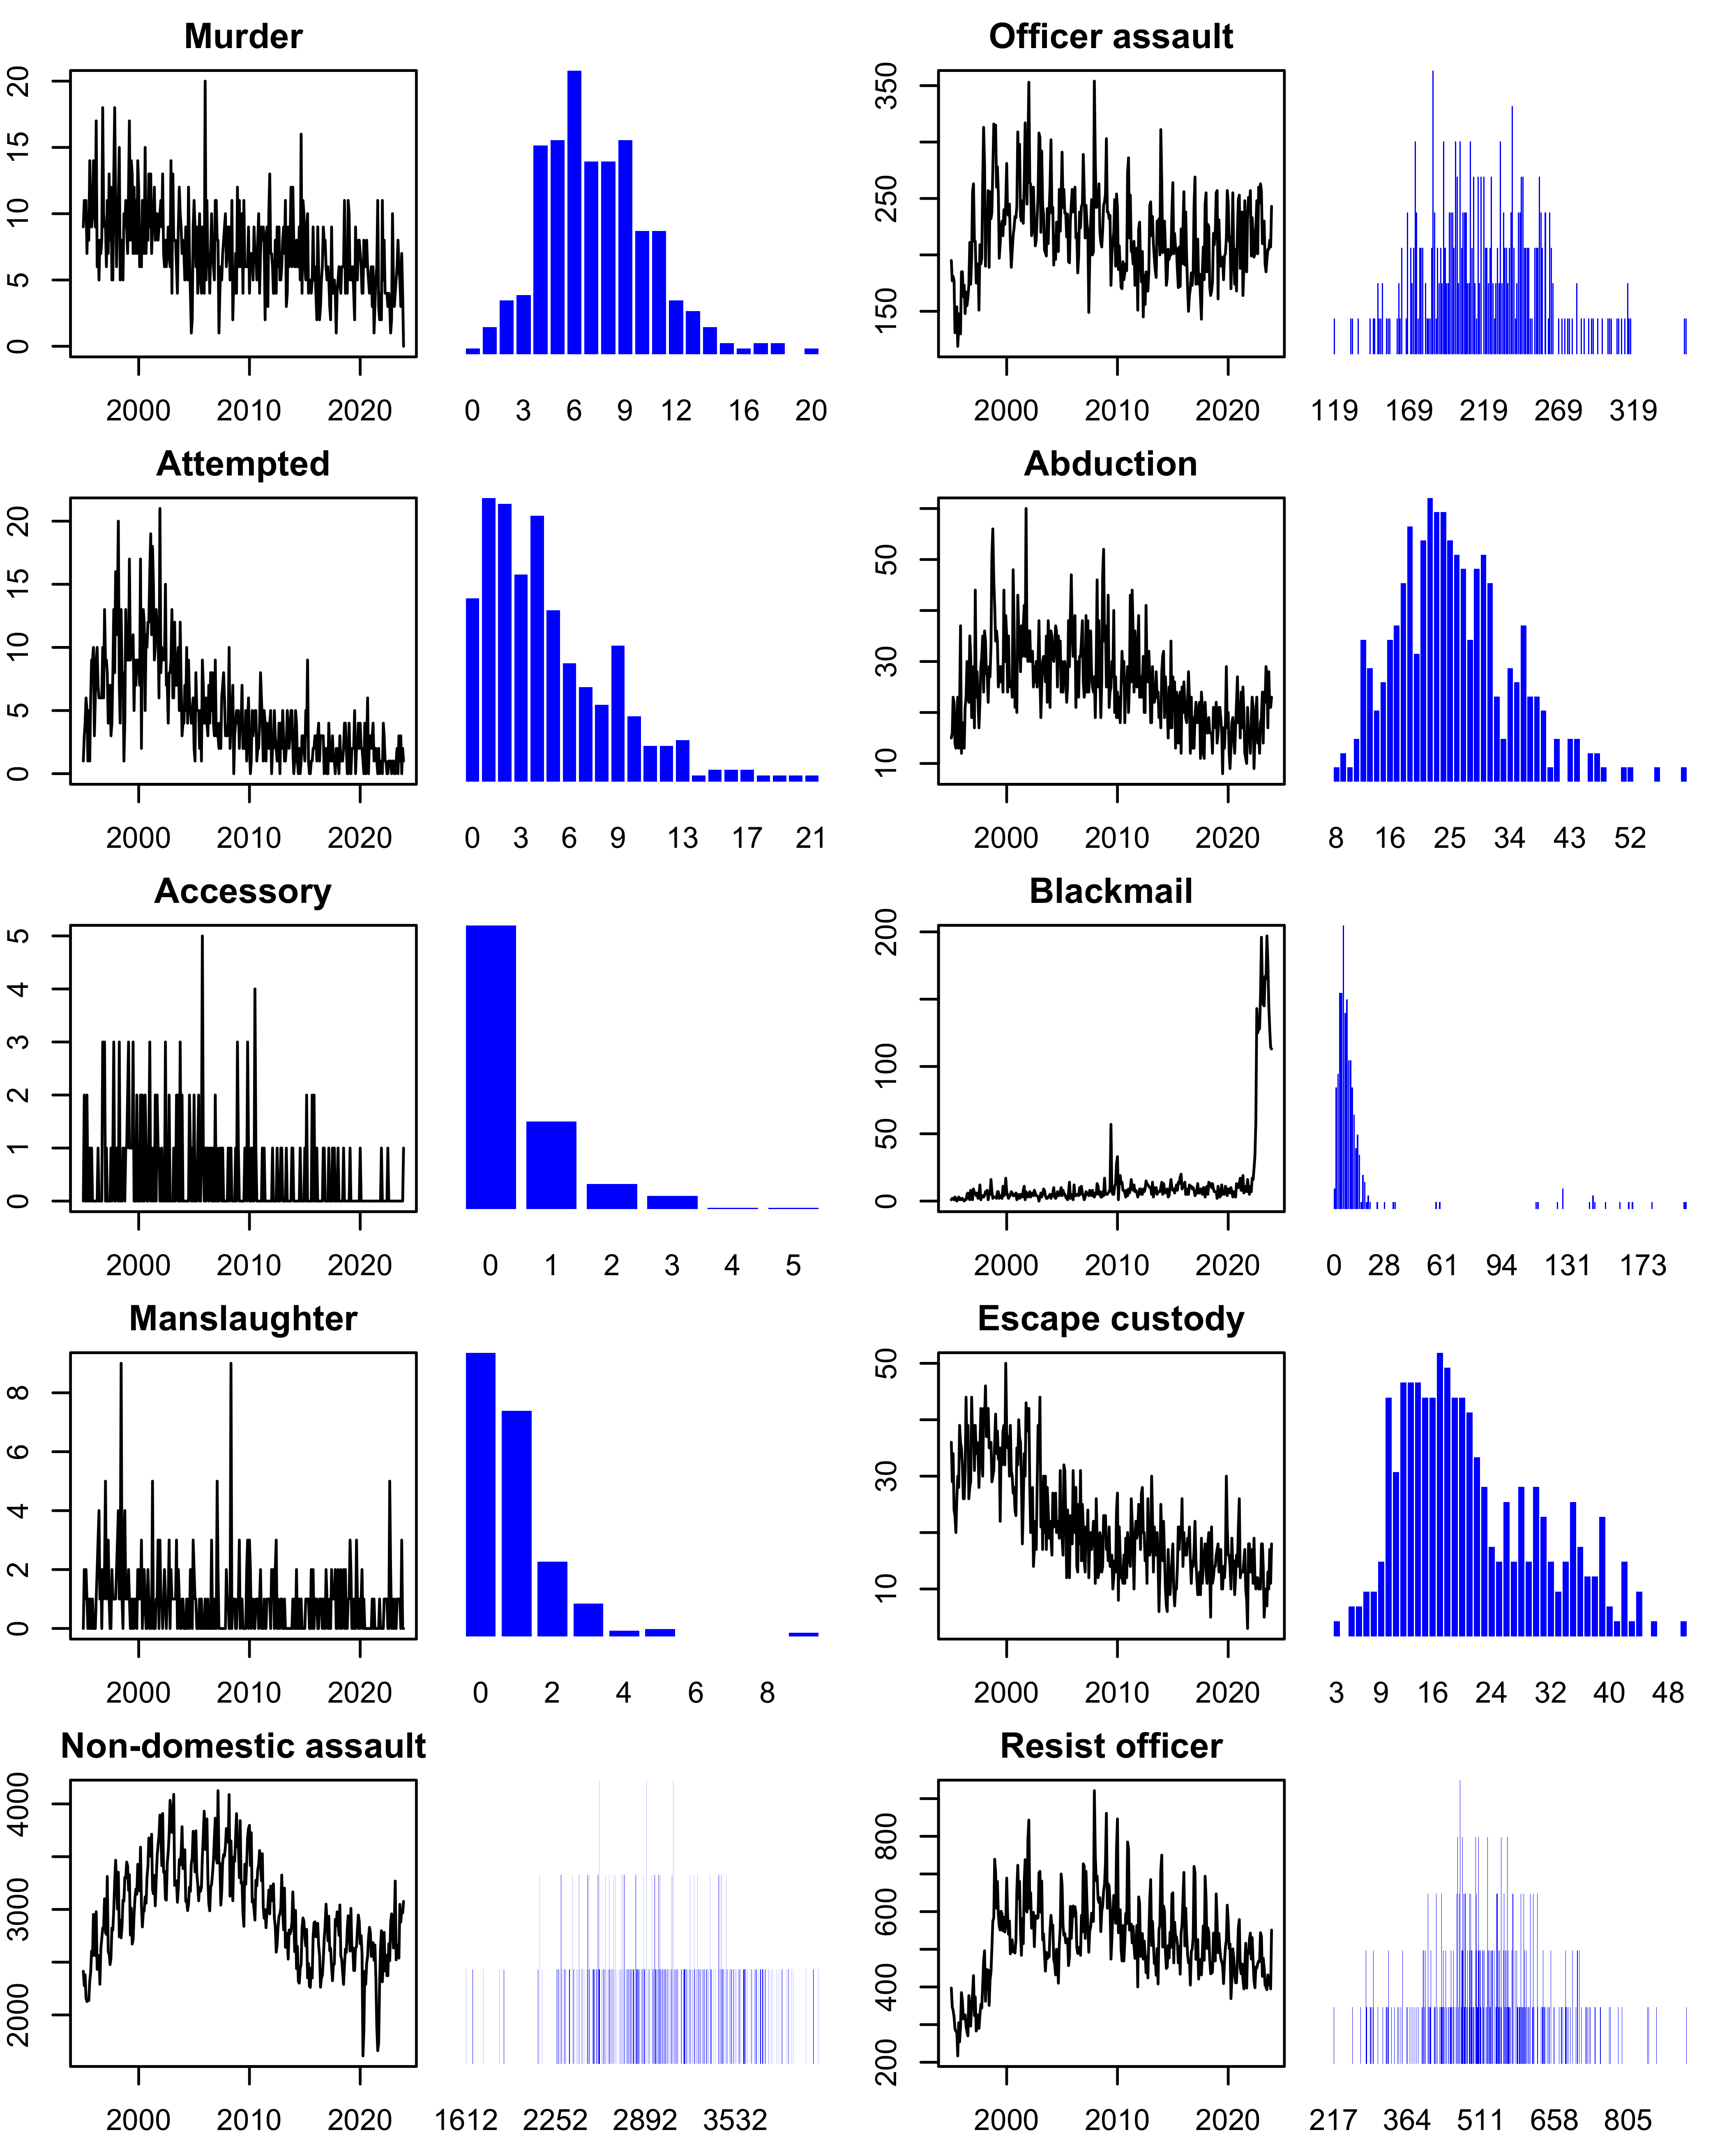 Murder
Officer assault
0 5 10 15 20
2000 2010 2020
0 3 6 9 12 16 20
150 250 350
2000 2010 2020
119 169 219 269 319
Attempted
Abduction
0 5 10 15 20
2000 2010 2020
0 3 6 9 13 17 21
10 30 50
2000 2010 2020
8 16 25 34 43 52
Accessory
Blackmail
0 1 2 3 4 5
2000 2010 2020
0 1 2 3 4 5
0 50 100 200
2000 2010 2020
0 28 61 94 131 173
Manslaughter
Escape custody
0 2 4 6 8
2000 2010 2020
0 2 4 6 8
10 30 50
2000 2010 2020
3 9 16 24 32 40 48
Non-domestic assault
Resist officer
2000 3000 4000
2000 2010 2020
1612 2252 2892 3532
200 400 600 800
2000 2010 2020
217 364 511 658 805